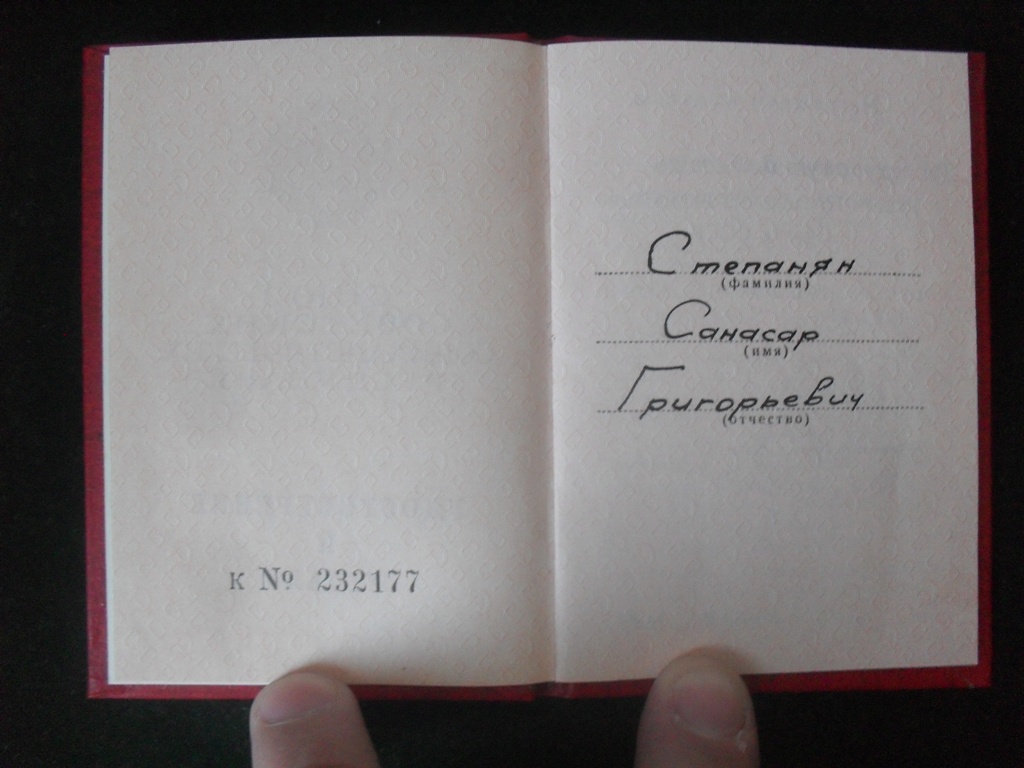 К № 232177
Степанян
(фамилия)
Санасар
(имя)
Григорьевич
(отчество)